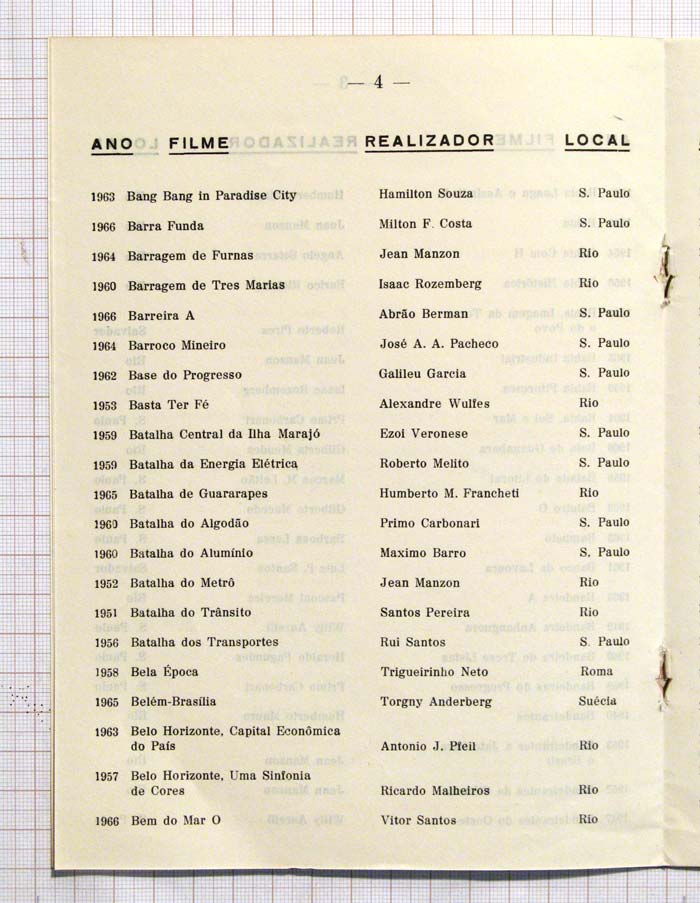 — 4 —
ANO FILME REALIZADOR LOCAL
1963 Bang Bang in Paradise City Hamilton Souza S. Paulo
1966 Barra Funda Milton F. Costa S. Paulo
1964 Barragem de Furnas Jean Manzon Rio
1960 Barragem de Tres Marias Isaac Rozemberg Rio
1966 Barreira A Abrão Berman S. Paulo
1964 Barroco Mineiro José A. A. Pacheco S. Paulo
1962 Base do Progresso Galileu Garcia S. Paulo
1953 Basta Ter Fé Alexandre Wulfes Rio
1959 Batalha Central da Ilha Marajó Ezoi Veronese S. Paulo
1959 Batalha da Energia Elétrica Roberto Melito S. Paulo
1965 Batalha de Guararapes Humberto M. Francheti Rio
1960 Batalha do Algodão Primo Carbonari S. Paulo
1960 Batalha do Alumínio Maximo Barro S. Paulo
1952 Batalha do Metrô Jean Manzon Rio
1951 Batalha do Trânsito Santos Pereira Rio
1956 Batalha dos Transportes Rui Santos S. Paulo
1958 Bela Época Trigueirinho Neto Roma
1965 Belém-Brasília Torgny Anderberg Suécia
1963 Belo Horizonte, Capital Econômica
do País Antonio J. Pfeil Rio
1957 Belo Horizonte, Uma Sinfonia
de Cores Ricardo Malheiros Rio
1966 Bem do Mar O Vitor Santos Rio